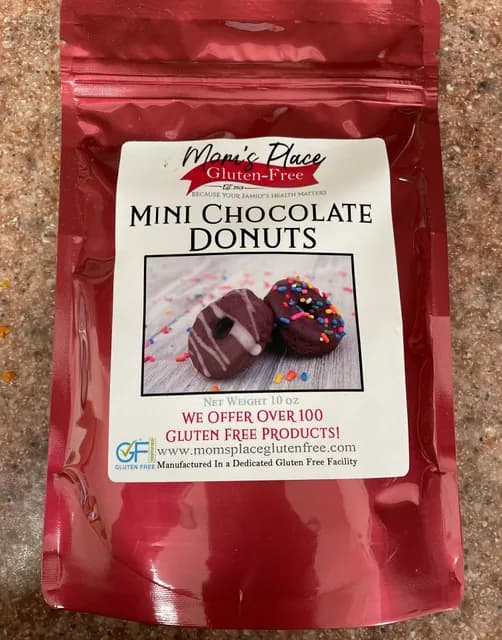 Mom's Place
Gluten-Free
BECAUSE YOUR FAMILY'S HEALTH MATTERS
MINI CHOCOLATE
DONUTS
NET WEIGHT 10 OZ
WE OFFER OVER 100
GLUTEN FREE PRODUCTS!
GF
GLUTEN FREE
www.momsplaceglutenfree.com
Manufactured In a Dedicated Gluten Free Facility